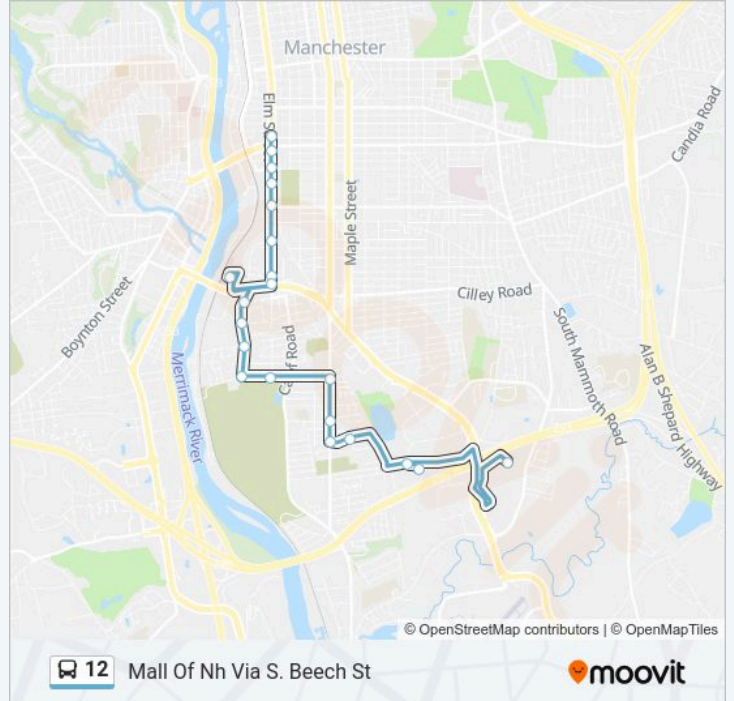 Manchester
Elm S
Candia Road
Maple Street
Cilley Road
Boynton Street
South Mammoth Road
Alan B Shepard Highway
Merrimack River
Road
© OpenStreetMap contributors | © OpenMapTiles
12 Mall Of Nh Via S. Beech St moovit